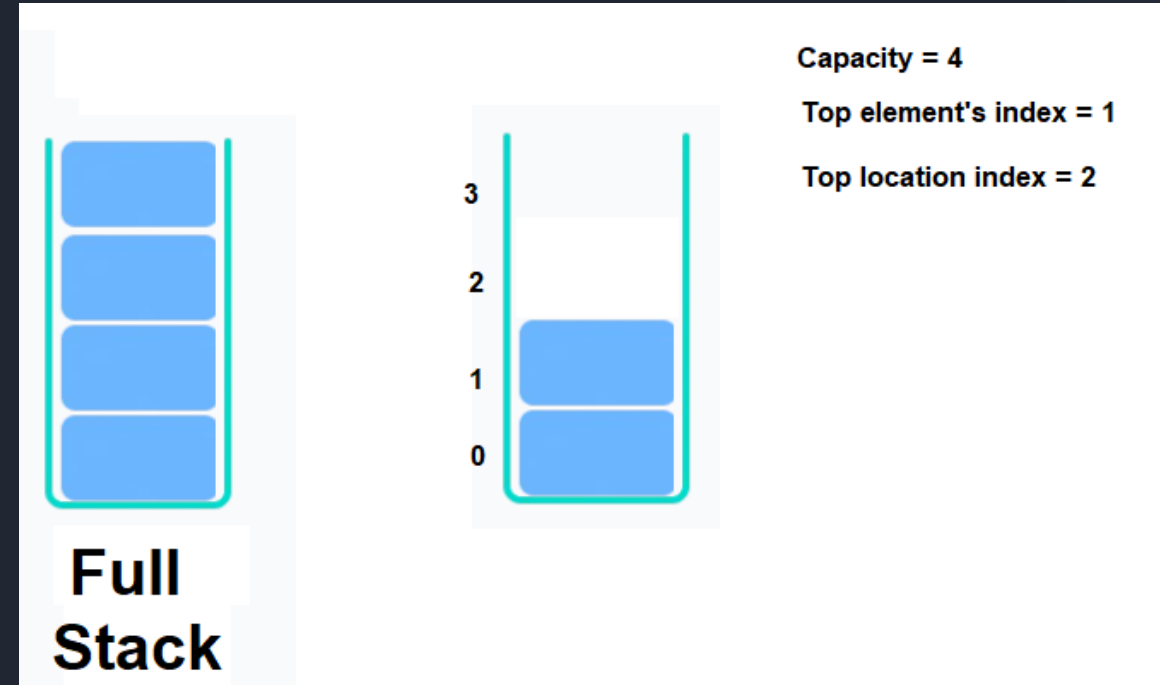 Capacity = 4
Top element's index = 1
Top location index = 2
3
2
1
0
Full
Stack